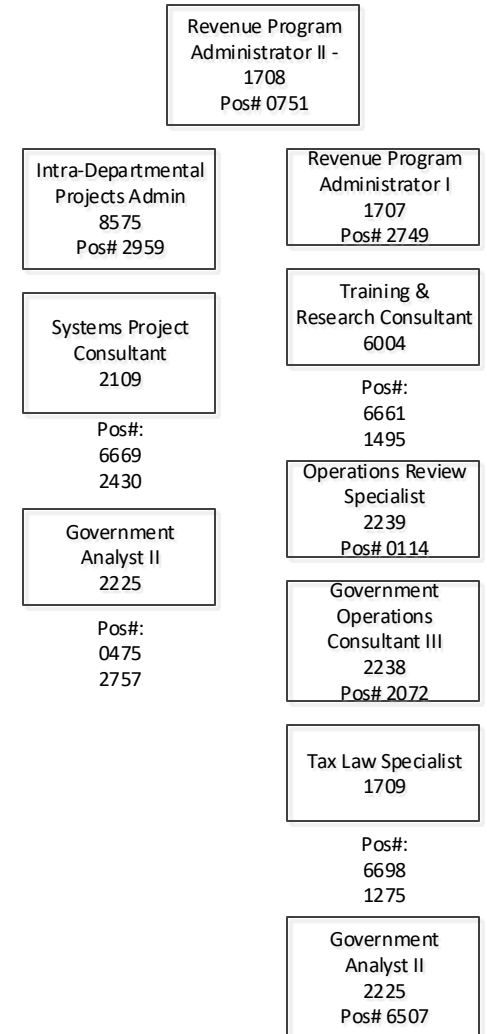 Revenue Program
Administrator II -
1708
Pos# 0751
Intra-Departmental
Projects Admin
8575
Pos# 2959
Systems Project
Consultant
2109
Pos#:
6669
2430
Government
Analyst II
2225
Pos#:
0475
2757
Revenue Program
Administrator I
1707
Pos# 2749
Training &
Research Consultant
6004
Pos#:
6661
1495
Operations Review
Specialist
2239
Pos# 0114
Government
Operations
Consultant III
2238
Pos# 2072
Tax Law Specialist
1709
Pos#:
6698
1275
Government
Analyst II
2225
Pos# 6507